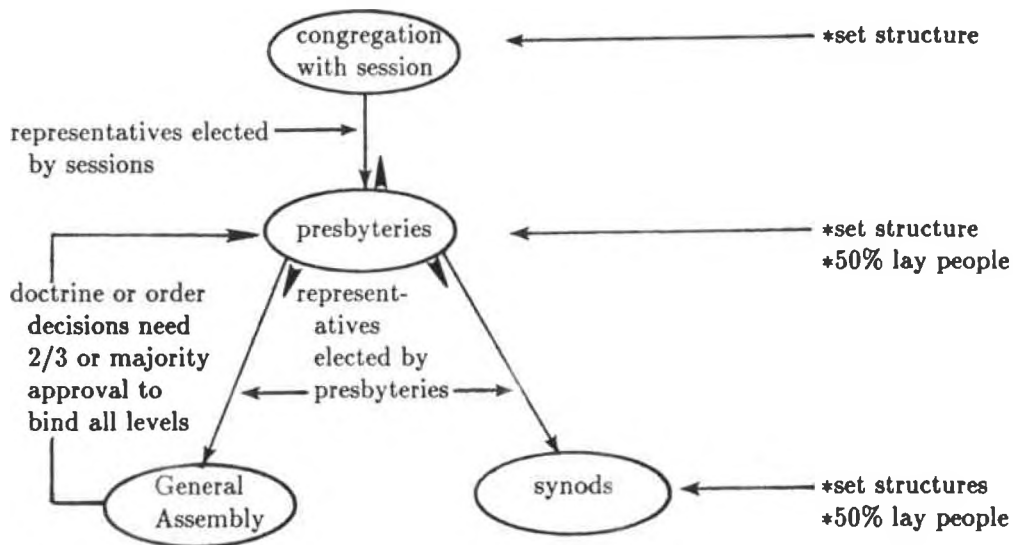 congregation
with session
*set structure
representatives elected
by sessions
presbyteries
*set structure
*50% lay people
doctrine or order
decisions need
2/3 or majority
approval to
bind all levels
represent-
atives
elected by
presbyteries
General
Assembly
synods
*set structures
*50% lay people